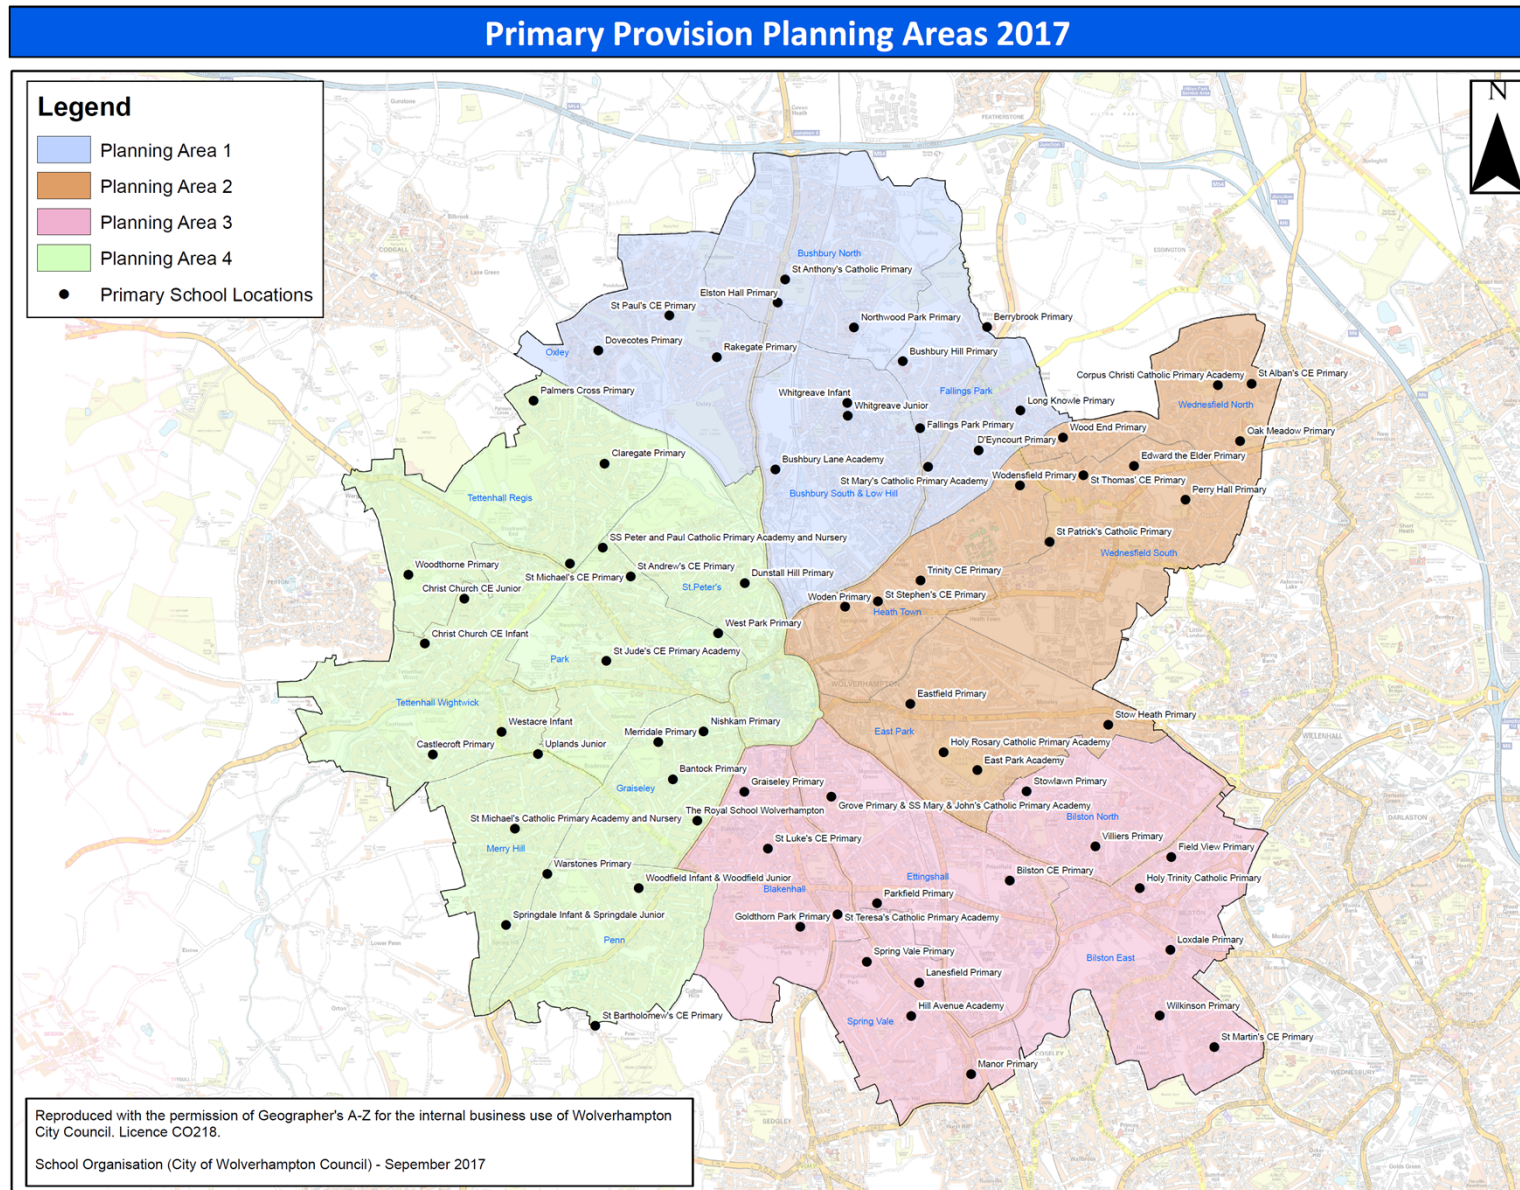 Primary Provision Planning Areas 2017
Legend
Planning Area 1
Planning Area 2
Planning Area 3
Planning Area 4
Primary School Locations
N
Bushbury North
St Anthony's Catholic Primary
Elston Hall Primary
St Paul's CE Primary
Northwood Park Primary
Berrybrook Primary
Dovecotes Primary
Oxley
Rakegate Primary
Bushbury Hill Primary
Palmers Cross Primary
Whitgreave Infant
Fallings Park
Whitgreave Junior
Long Knowle Primary
Corpus Christi Catholic Primary Academy
St Alban's CE Primary
Wednesfield North
Fallings Park Primary
D'Eyncourt Primary
Wood End Primary
Oak Meadow Primary
Claregate Primary
Bushbury Lane Academy
St Mary's Catholic Primary Academy
Wodensfield Primary
Edward the Elder Primary
St Thomas' CE Primary
Bushbury South & Low Hill
Perry Hall Primary
Tettenhall Regis
SS Peter and Paul Catholic Primary Academy and Nursery
St Patrick's Catholic Primary
Wednesfield South
Woodthorne Primary
St Michael's CE Primary
St Andrew's CE Primary
St.Peter's
Dunstall Hill Primary
Trinity CE Primary
Christ Church CE Junior
Woden Primary
St Stephen's CE Primary
Heath Town
West Park Primary
Christ Church CE Infant
Park
St Jude's CE Primary Academy
WOLVERHAMPTON
Tettenhall Wightwick
Eastfield Primary
Westacre Infant
Merridale Primary
Nishkam Primary
East Park
Stow Heath Primary
Castlecroft Primary
Uplands Junior
Holy Rosary Catholic Primary Academy
East Park Academy
Bantock Primary
Graiseley
Graiseley Primary
Stowlawn Primary
The Royal School Wolverhampton
Grove Primary & SS Mary & John's Catholic Primary Academy
Bilston North
St Michael's Catholic Primary Academy and Nursery
St Luke's CE Primary
Villiers Primary
Merry Hill
Field View Primary
Warstones Primary
Woodfield Infant & Woodfield Junior
Blakenhall
Ettingshall
Bilston CE Primary
Holy Trinity Catholic Primary
Parkfield Primary
Springdale Infant & Springdale Junior
Goldthorn Park Primary
St Teresa's Catholic Primary Academy
Penn
Spring Vale Primary
Loxdale Primary
Bilston East
Lanesfield Primary
Hill Avenue Academy
Spring Vale
Wilkinson Primary
St Bartholomew's CE Primary
St Martin's CE Primary
Manor Primary
CODSALL
FEATHERSTONE
ESSINGTON
WILLENHALL
DARLASTON
WEDNESBURY
SEDGLEY
COSELEY
Reproduced with the permission of Geographer's A-Z for the internal business use of Wolverhampton
City Council. Licence CO218.
School Organisation (City of Wolverhampton Council) - Sepember 2017